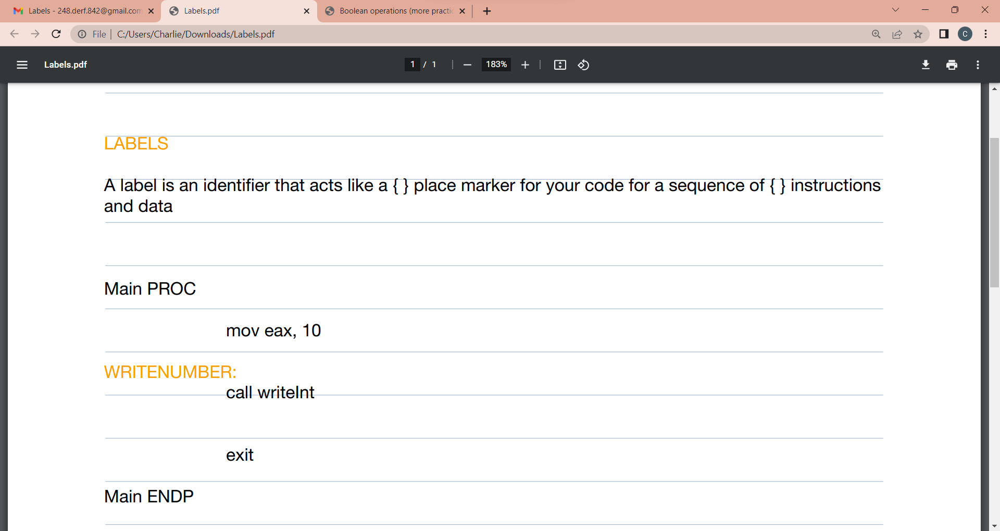 Labels - 248.derf.842@gmail.com
Labels.pdf
Boolean operations (more practic
File
C:/Users/Charlie/Downloads/Labels.pdf
C
Labels.pdf
1 / 1
183%
LABELS
A label is an identifier that acts like a { } place marker for your code for a sequence of { } instructions
and data
Main PROC
mov eax, 10
WRITENUMBER:
call writeInt
exit
Main ENDP